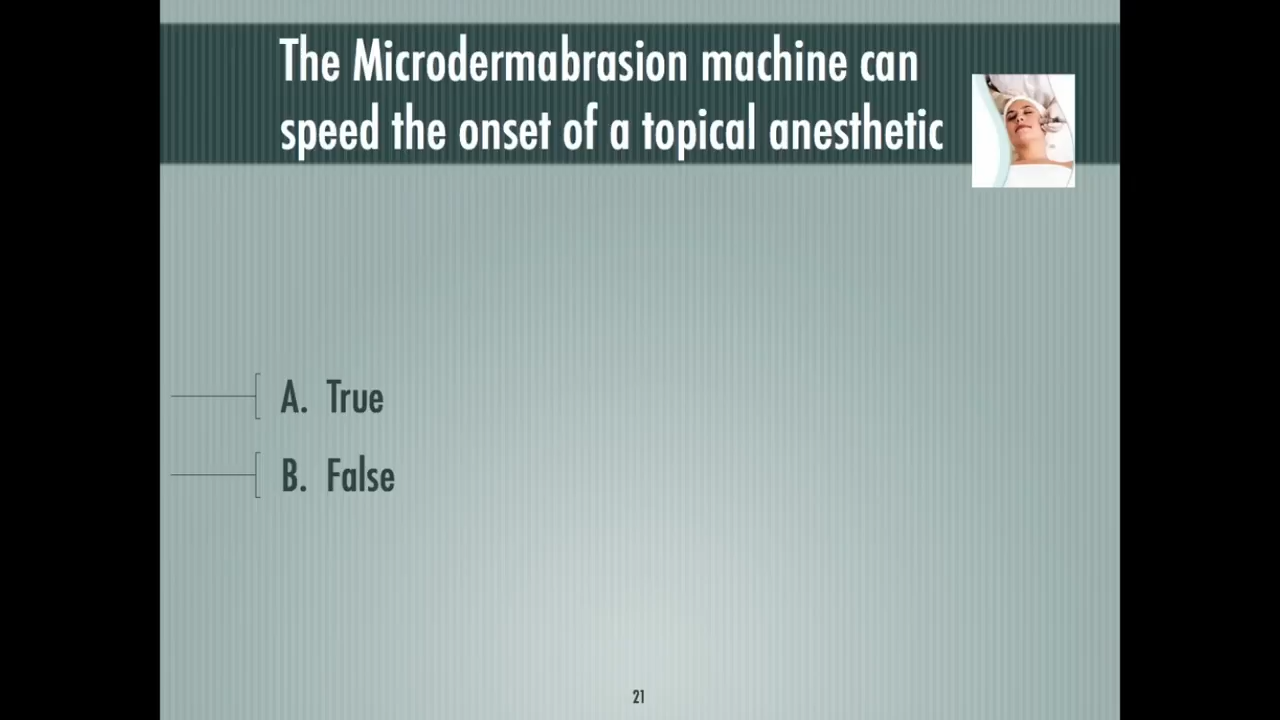 The Microdermabrasion machine can
speed the onset of a topical anesthetic
A. True
B. False
21